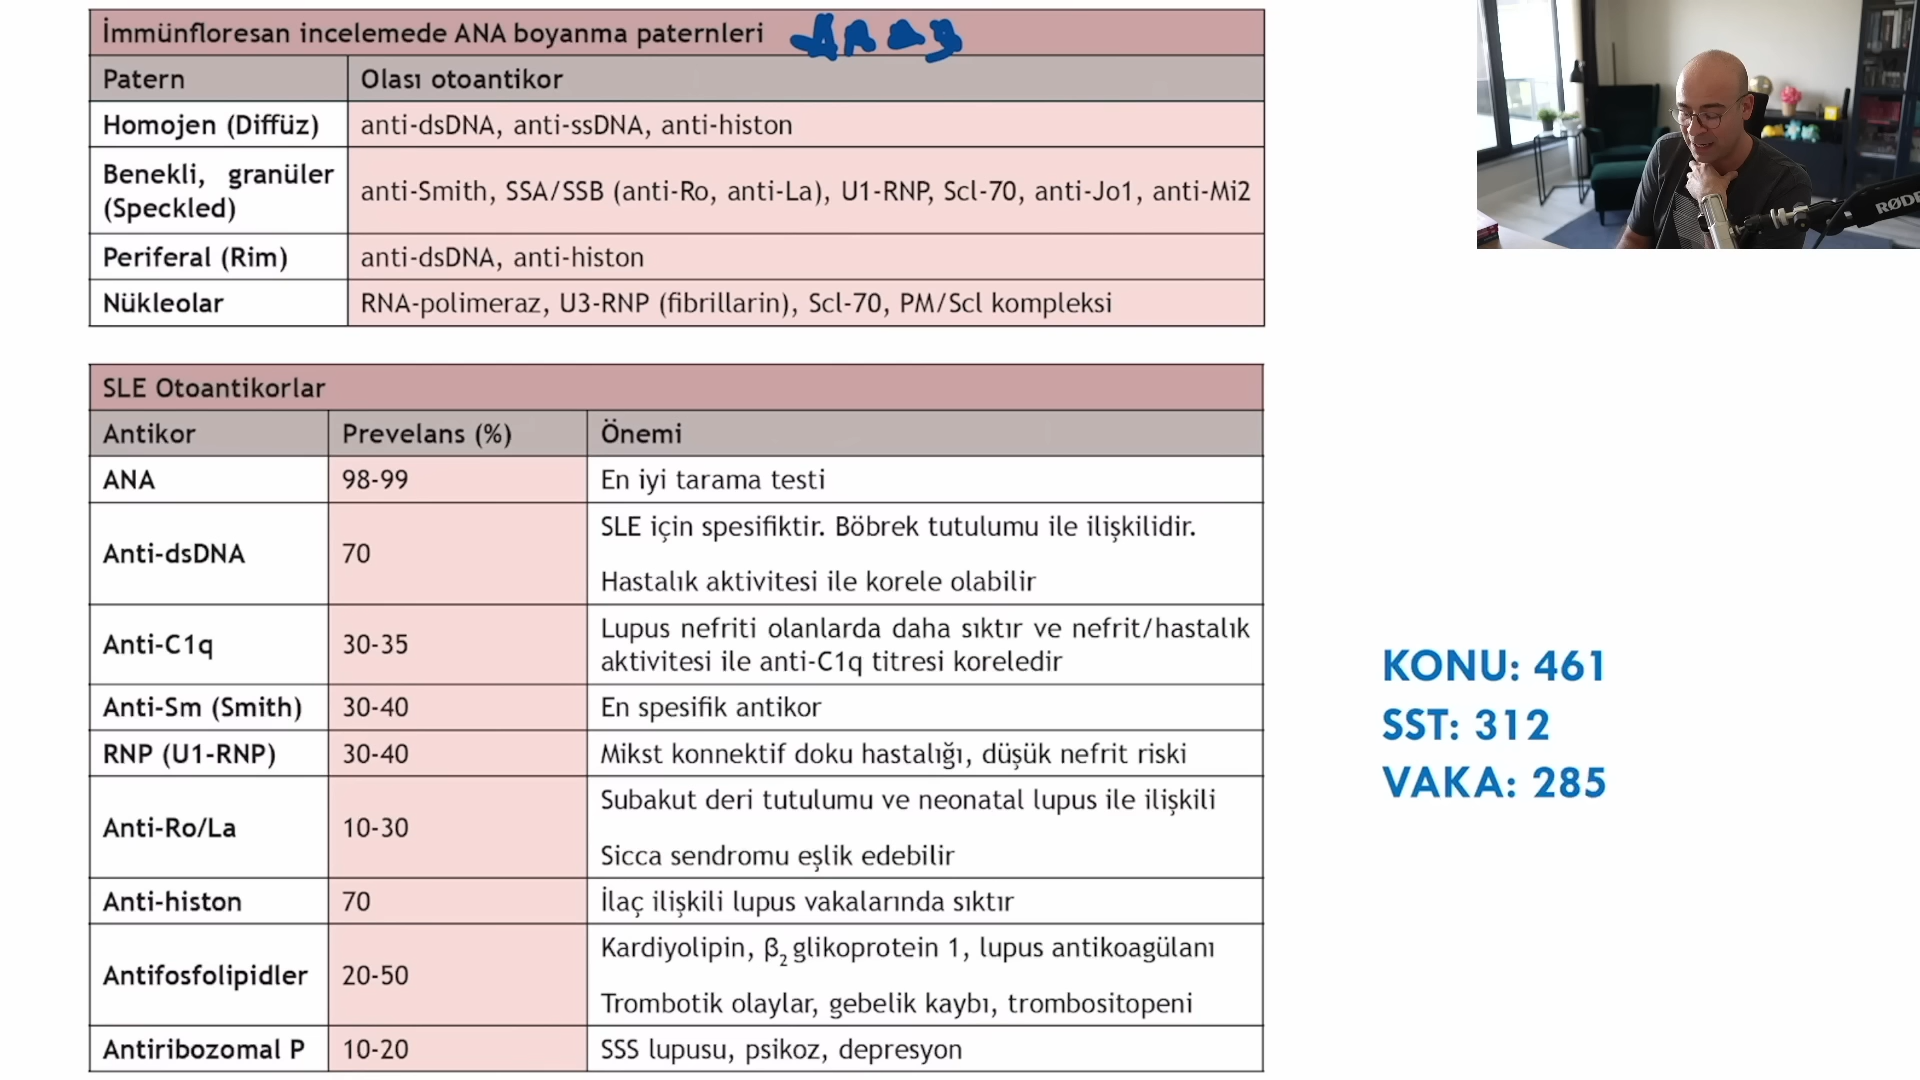 İmmünfloresan incelemede ANA boyanma paternleri
Patern Olası otoantikor
Homojen (Diffüz) anti-dsDNA, anti-ssDNA, anti-histon
Benekli, granüler
(Speckled) anti-Smith, SSA/SSB (anti-Ro, anti-La), U1-RNP, Scl-70, anti-Jo1, anti-Mi2
Periferal (Rim) anti-dsDNA, anti-histon
Nükleolar RNA-polimeraz, U3-RNP (fibrillarin), Scl-70, PM/Scl kompleksi
SLE Otoantikorlar
Antikor Prevelans (%) Önemi
ANA 98-99 En iyi tarama testi
Anti-dsDNA 70 SLE için spesifiktir. Böbrek tutulumu ile ilişkilidir.
Hastalık aktivitesi ile korele olabilir
Anti-C1q 30-35 Lupus nefriti olanlarda daha sıktır ve nefrit/hastalık
aktivitesi ile anti-C1q titresi koreledir
Anti-Sm (Smith) 30-40 En spesifik antikor
RNP (U1-RNP) 30-40 Mikst konnektif doku hastalığı, düşük nefrit riski
Anti-Ro/La 10-30 Subakut deri tutulumu ve neonatal lupus ile ilişkili
Sicca sendromu eşlik edebilir
Anti-histon 70 İlaç ilişkili lupus vakalarında sıktır
Antifosfolipidler 20-50 Kardiyolipin, β₂ glikoprotein 1, lupus antikoagülanı
Trombotik olaylar, gebelik kaybı, trombositopeni
Antiribozomal P 10-20 SSS lupusu, psikoz, depresyon
KONU: 461
SST: 312
VAKA: 285
RØDE